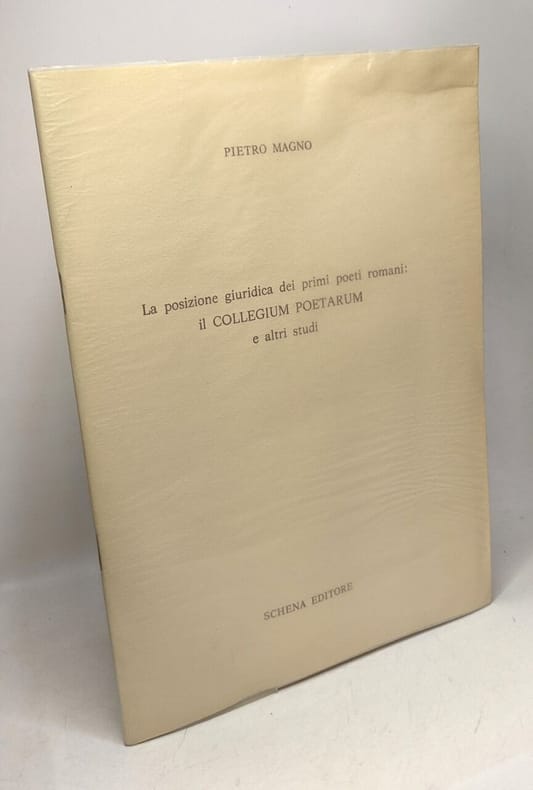 PIETRO MAGNO
La posizione giuridica dei primi poeti romani:
il COLLEGIUM POETARUM
e altri studi
SCHENA EDITORE